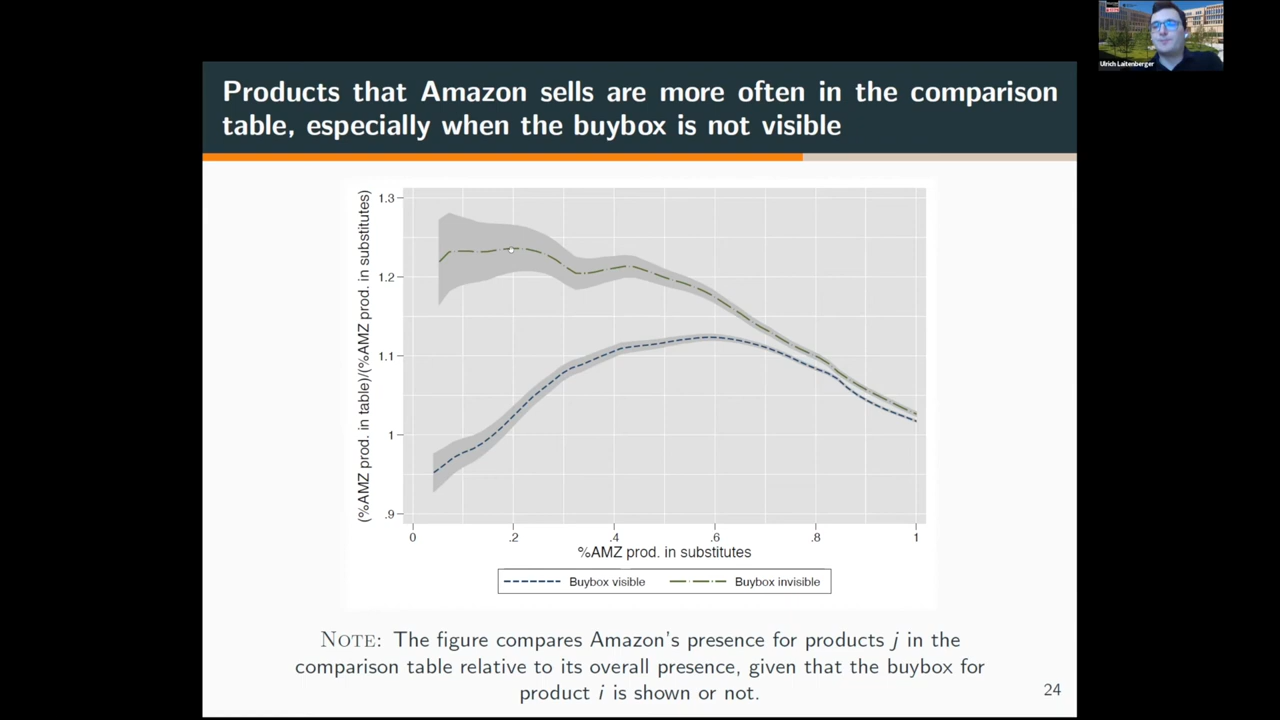 Ulrich Laitenberger
Products that Amazon sells are more often in the comparison
table, especially when the buybox is not visible
(%AMZ prod. in table)/(%AMZ prod. in substitutes)
1.3
1.2
1.1
1
.9
0 .2 .4 .6 .8 1
%AMZ prod. in substitutes
Buybox visible Buybox invisible
NOTE: The figure compares Amazon's presence for products j in the
comparison table relative to its overall presence, given that the buybox for
product i is shown or not.
24